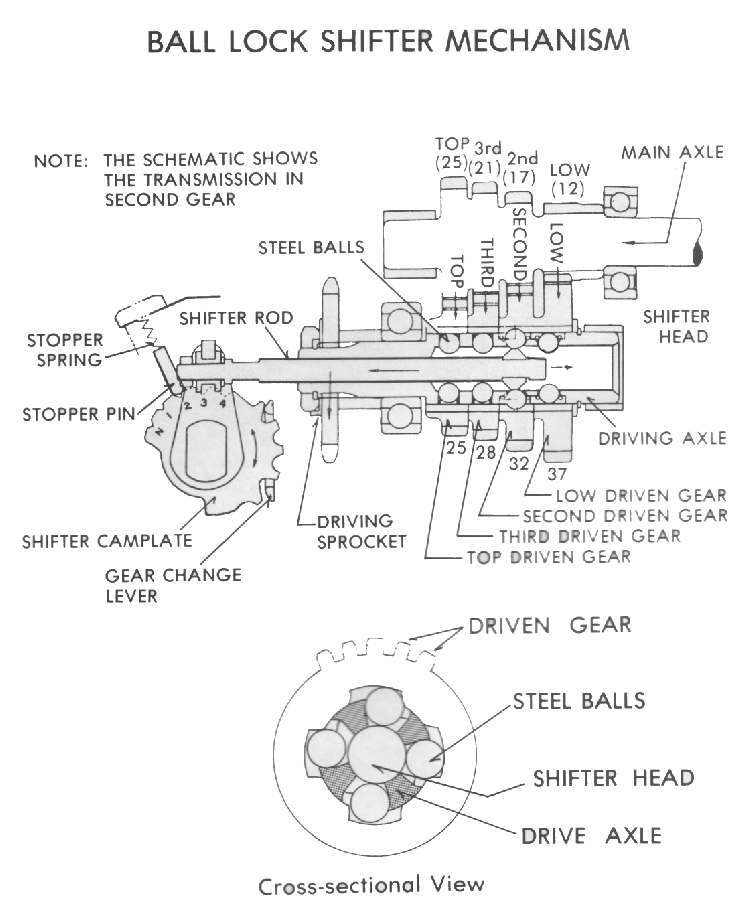 BALL LOCK SHIFTER MECHANISM
NOTE: THE SCHEMATIC SHOWS
THE TRANSMISSION IN
SECOND GEAR
TOP
(25)
3rd
(21)
2nd
(17)
LOW
(12)
MAIN AXLE
STEEL BALLS
TOP
THIRD
SECOND
LOW
SHIFTER
HEAD
STOPPER
SPRING
SHIFTER ROD
STOPPER PIN
N 1 2 3 4
DRIVING AXLE
25
28
32
37
LOW DRIVEN GEAR
SECOND DRIVEN GEAR
THIRD DRIVEN GEAR
TOP DRIVEN GEAR
DRIVING
SPROCKET
SHIFTER CAMPLATE
GEAR CHANGE
LEVER
DRIVEN GEAR
STEEL BALLS
SHIFTER HEAD
DRIVE AXLE
Cross-sectional View